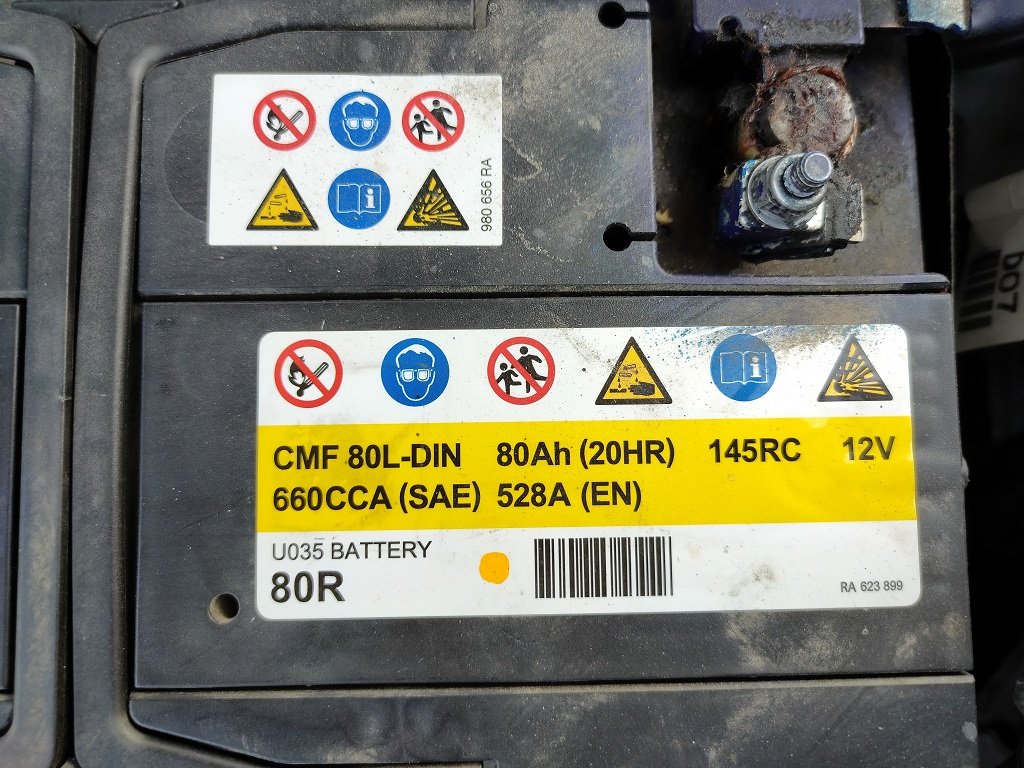 980 656 RA
D07
CMF 80L-DIN 80Ah (20HR) 145RC 12V
660CCA (SAE) 528A (EN)
U035 BATTERY
80R
RA 623 899